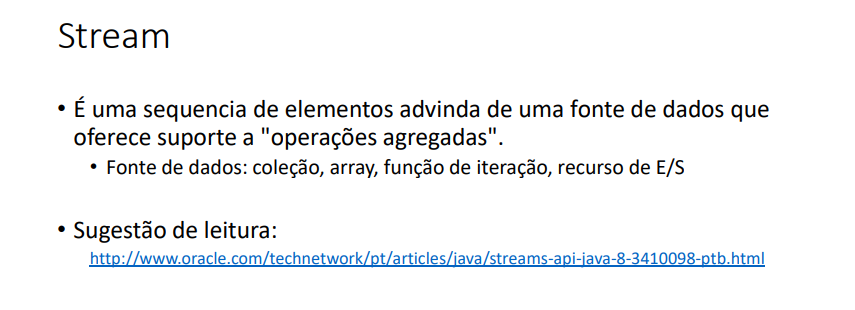 Stream
• É uma sequencia de elementos advinda de uma fonte de dados que
oferece suporte a "operações agregadas".
• Fonte de dados: coleção, array, função de iteração, recurso de E/S
• Sugestão de leitura:
http://www.oracle.com/technetwork/pt/articles/java/streams-api-java-8-3410098-ptb.html